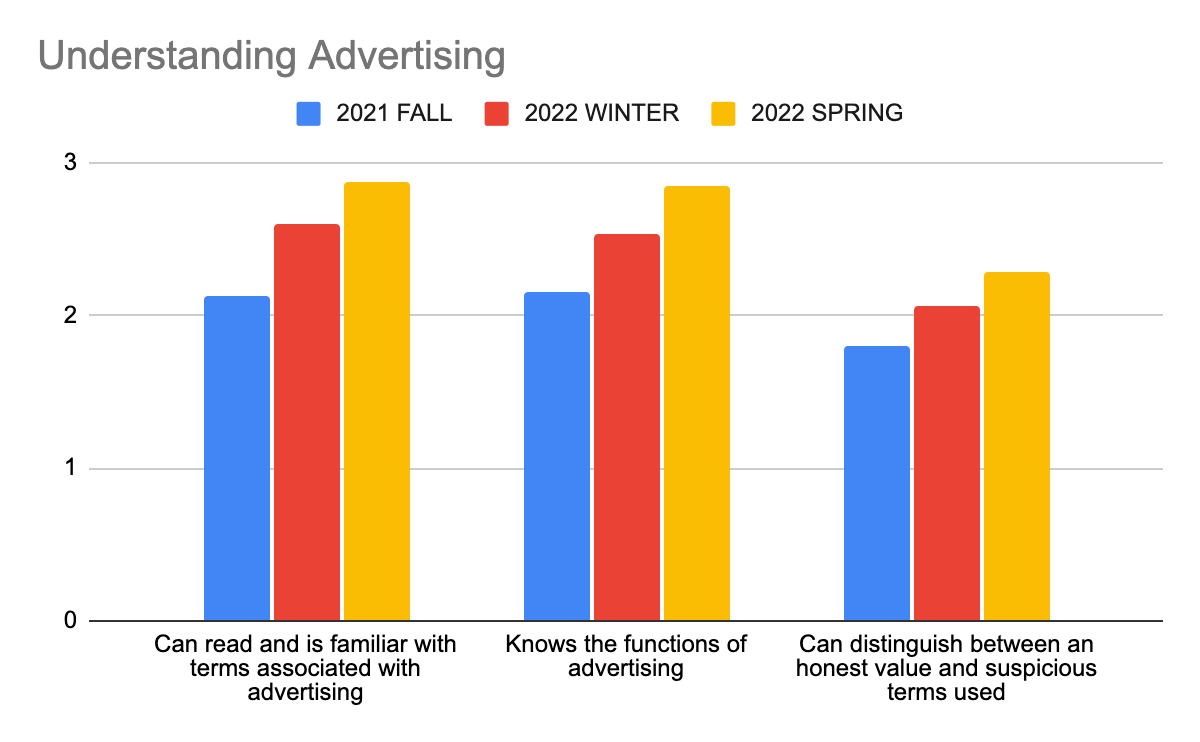 Understanding Advertising
2021 FALL 2022 WINTER 2022 SPRING
3
2
1
0
Can read and is familiar with
terms associated with
advertising
Knows the functions of
advertising
Can distinguish between an
honest value and suspicious
terms used